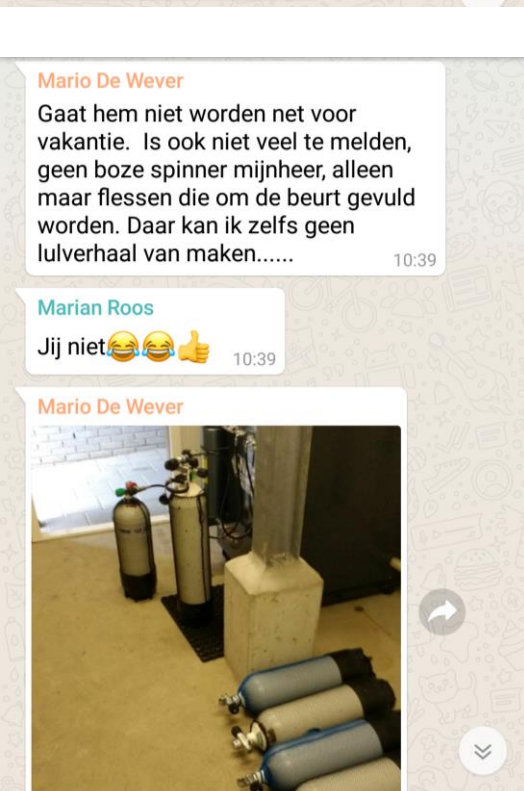 Mario De Wever
Gaat hem niet worden net voor
vakantie. Is ook niet veel te melden,
geen boze spinner mijnheer, alleen
maar flessen die om de beurt gevuld
worden. Daar kan ik zelfs geen
lulverhaal van maken......
10:39
Marian Roos
Jij niet😂😂👍
10:39
Mario De Wever